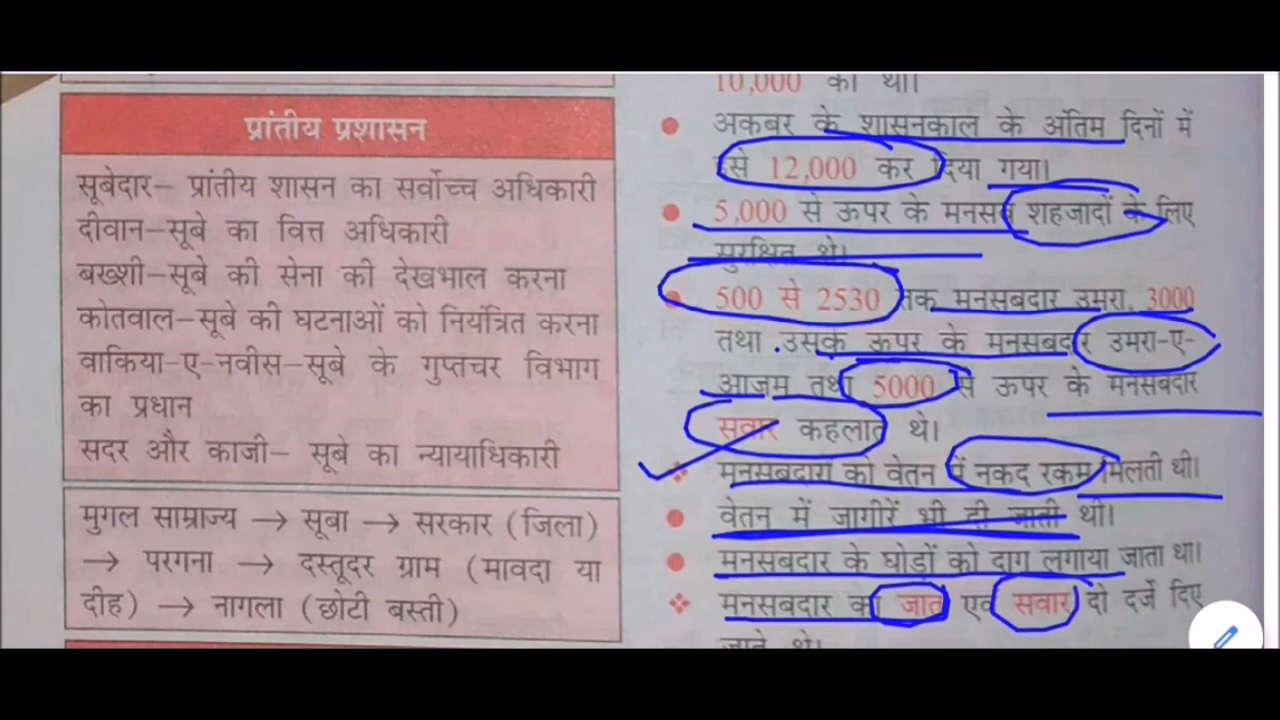 प्रांतीय प्रशासन
सूबेदार– प्रांतीय शासन का सर्वोच्च अधिकारी
दीवान–सूबे का वित्त अधिकारी
बख्शी–सूबे की सेना की देखभाल करना
कोतवाल–सूबे की घटनाओं को नियंत्रित करना
वाकिया-ए-नवीस–सूबे के गुप्तचर विभाग
का प्रधान
सदर और काजी– सूबे का न्यायाधिकारी
मुगल साम्राज्य → सूबा → सरकार (जिला)
→ परगना → दस्तूदर ग्राम (मावदा या
दीह) → नागला (छोटी बस्ती)
10,000 का था।
अकबर के शासनकाल के अंतिम दिनों में
इसे 12,000 कर दिया गया।
5,000 से ऊपर के मनसब शहजादों के लिए
सुरक्षित थे।
500 से 2530 तक मनसबदार उमरा, 3000
तथा उसके ऊपर के मनसबदार उमरा-ए-
आजम तथा 5000 से ऊपर के मनसबदार
सवार कहलाते थे।
मनसबदारों को वेतन में नकद रकम मिलती थी।
वेतन में जागीरें भी दी जाती थी।
मनसबदार के घोड़ों को दाग लगाया जाता था।
मनसबदार का जात एवं सवार दो दर्जे दिए
जाते थे।